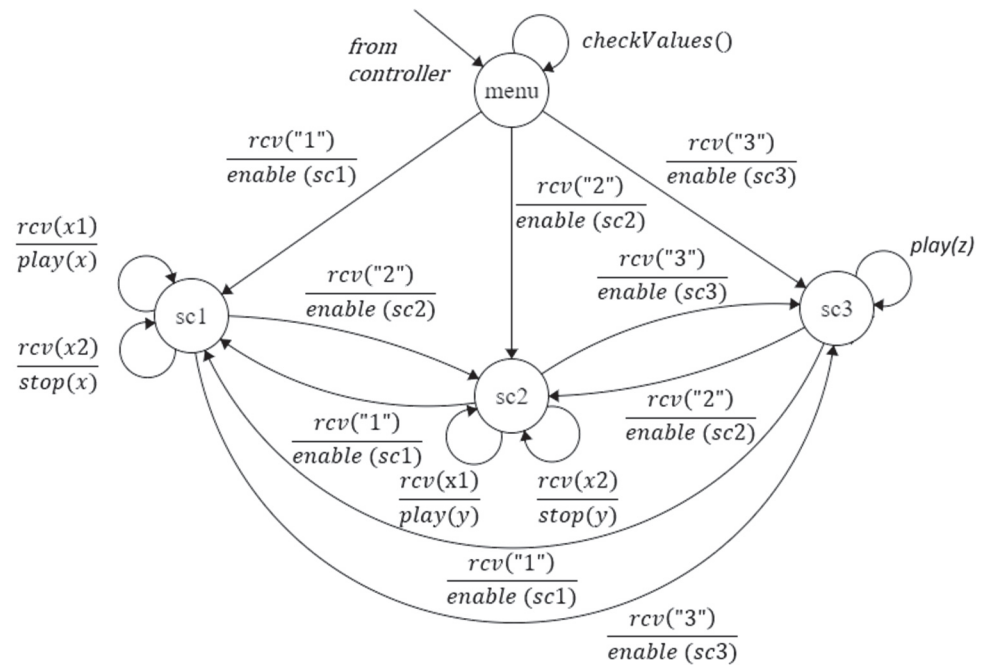 from
controller
checkValues()
menu
rcv("1")
enable (sc1)
rcv("2")
enable (sc2)
rcv("3")
enable (sc3)
rcv(x1)
play(x)
sc1
rcv(x2)
stop(x)
rcv("2")
enable (sc2)
rcv("3")
enable (sc3)
play(z)
sc3
sc2
rcv("1")
enable (sc1)
rcv("2")
enable (sc2)
rcv(x1)
play(y)
rcv(x2)
stop(y)
rcv("1")
enable (sc1)
rcv("3")
enable (sc3)